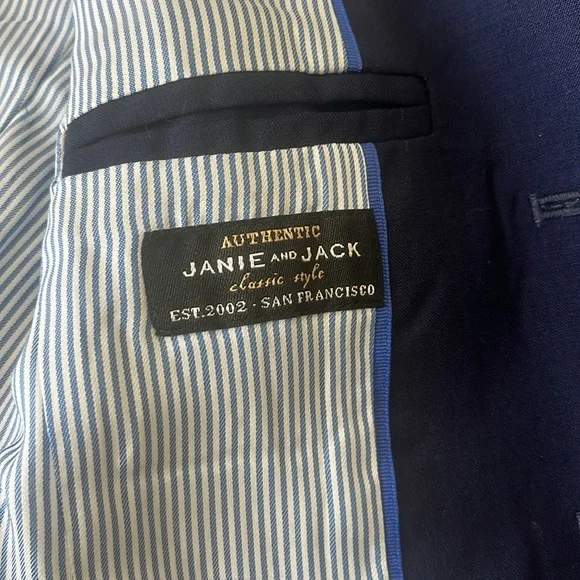 AUTHENTIC
JANIE AND JACK
classic style
EST.2002 - SAN FRANCISCO